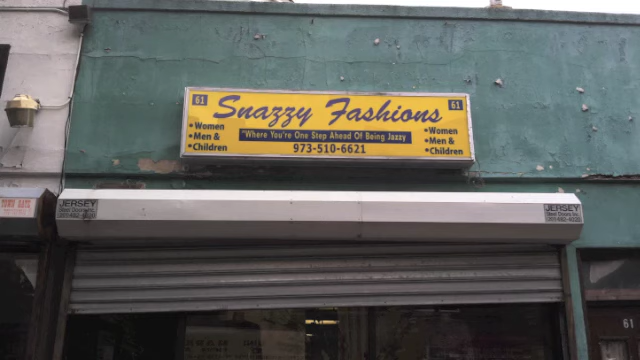 61
Snazzy Fashions
61
•Women
•Men &
•Children
"Where You're One Step Ahead Of Being Jazzy
973-510-6621
•Women
•Men &
•Children
JERSEY
JERSEY
61